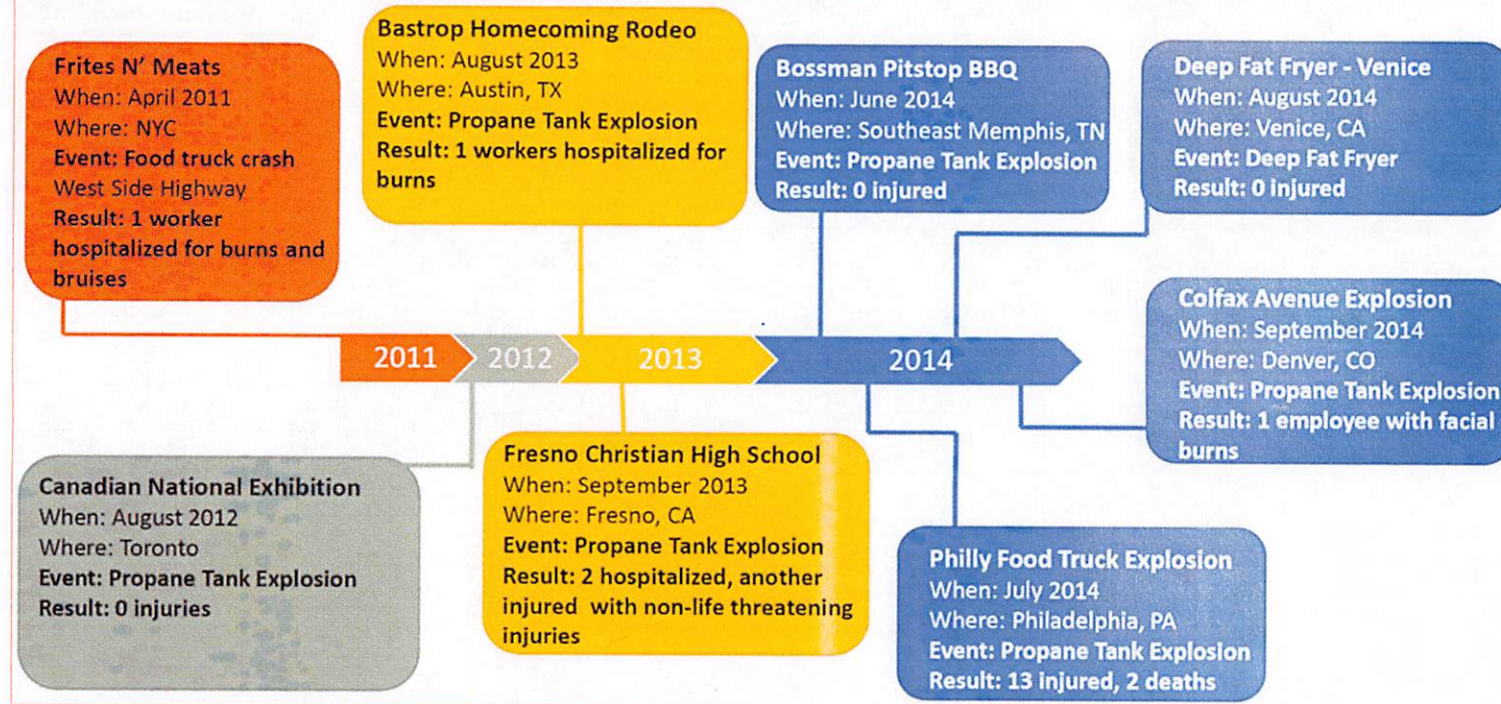 Frites N' Meats
When: April 2011
Where: NYC
Event: Food truck crash
West Side Highway
Result: 1 worker
hospitalized for burns and
bruises
Bastrop Homecoming Rodeo
When: August 2013
Where: Austin, TX
Event: Propane Tank Explosion
Result: 1 workers hospitalized for
burns
Bossman Pitstop BBQ
When: June 2014
Where: Southeast Memphis, TN
Event: Propane Tank Explosion
Result: 0 injured
Deep Fat Fryer - Venice
When: August 2014
Where: Venice, CA
Event: Deep Fat Fryer
Result: 0 injured
2011
2012
2013
2014
Colfax Avenue Explosion
When: September 2014
Where: Denver, CO
Event: Propane Tank Explosion
Result: 1 employee with facial
burns
Canadian National Exhibition
When: August 2012
Where: Toronto
Event: Propane Tank Explosion
Result: 0 injuries
Fresno Christian High School
When: September 2013
Where: Fresno, CA
Event: Propane Tank Explosion
Result: 2 hospitalized, another
injured with non-life threatening
injuries
Philly Food Truck Explosion
When: July 2014
Where: Philadelphia, PA
Event: Propane Tank Explosion
Result: 13 injured, 2 deaths